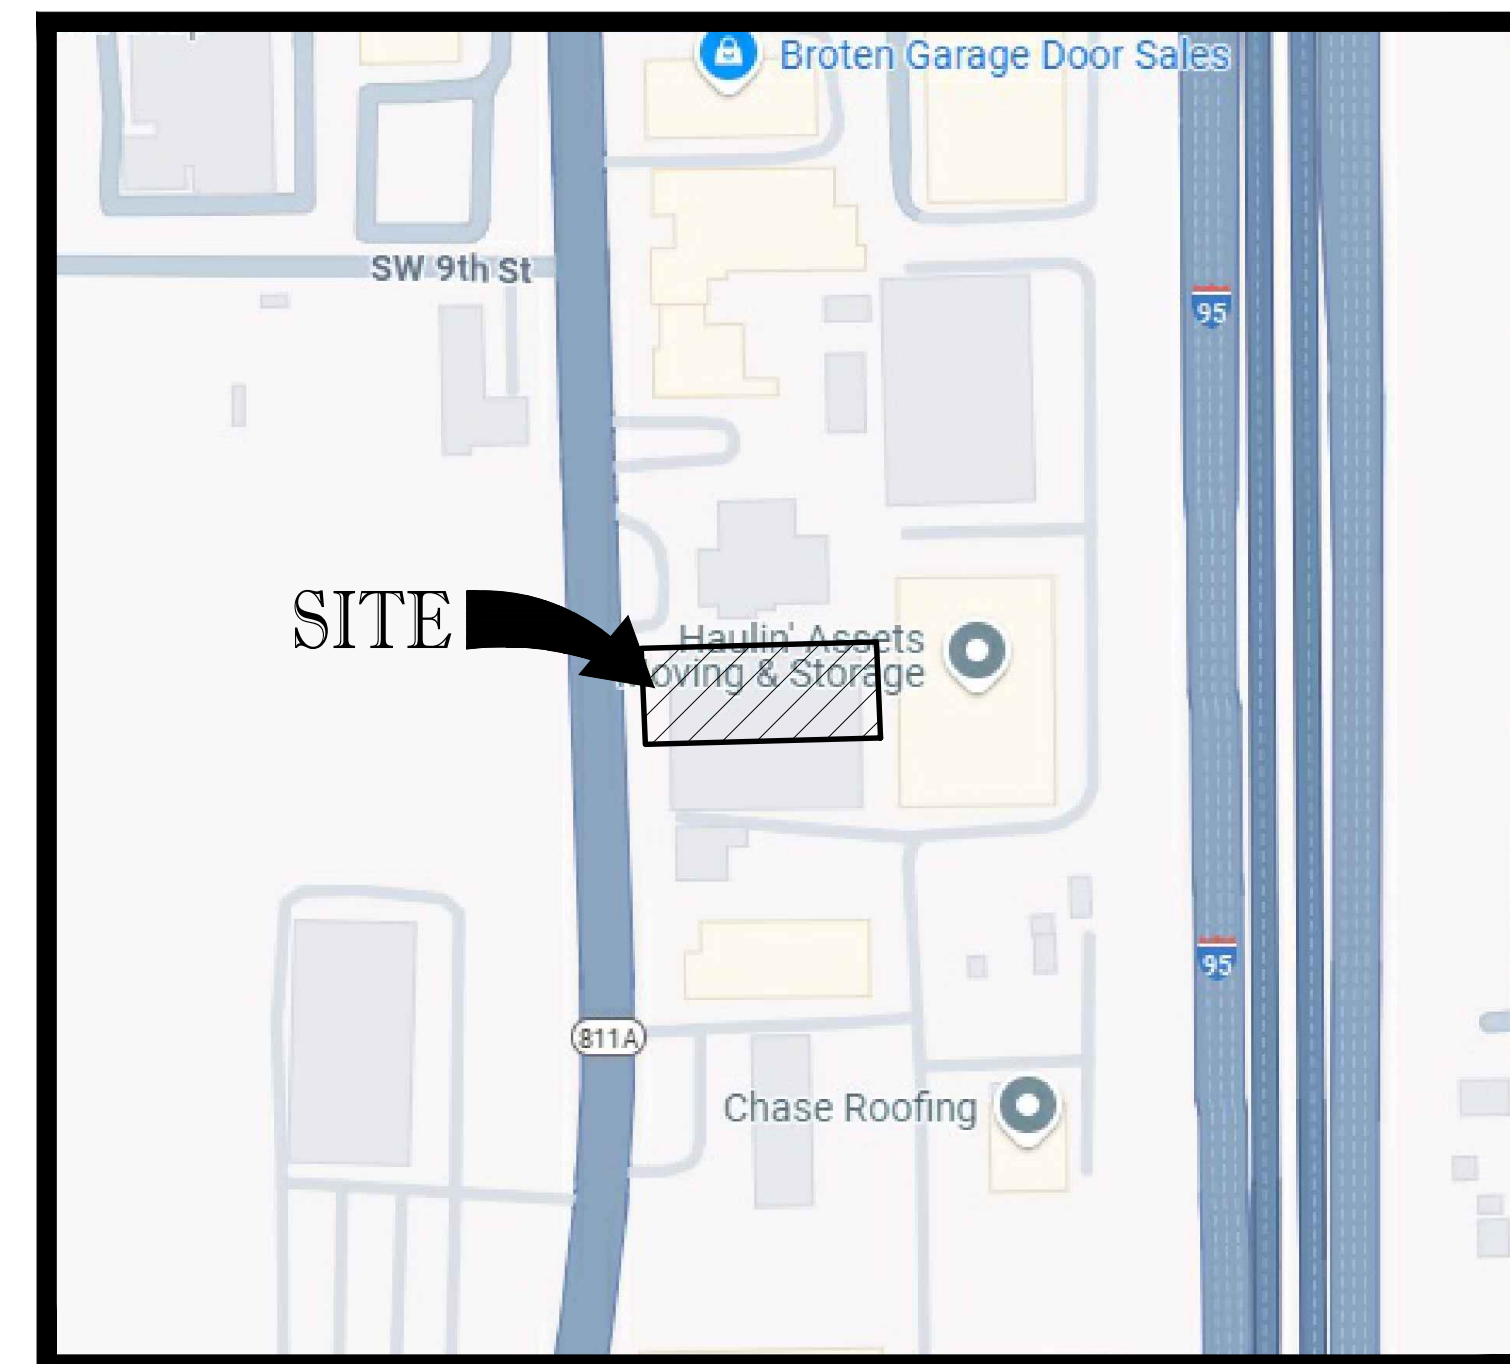 Broten Garage Door Sales
SW 9th St
95
SITE
Haulin' Assets
Moving & Storage
95
811A
Chase Roofing